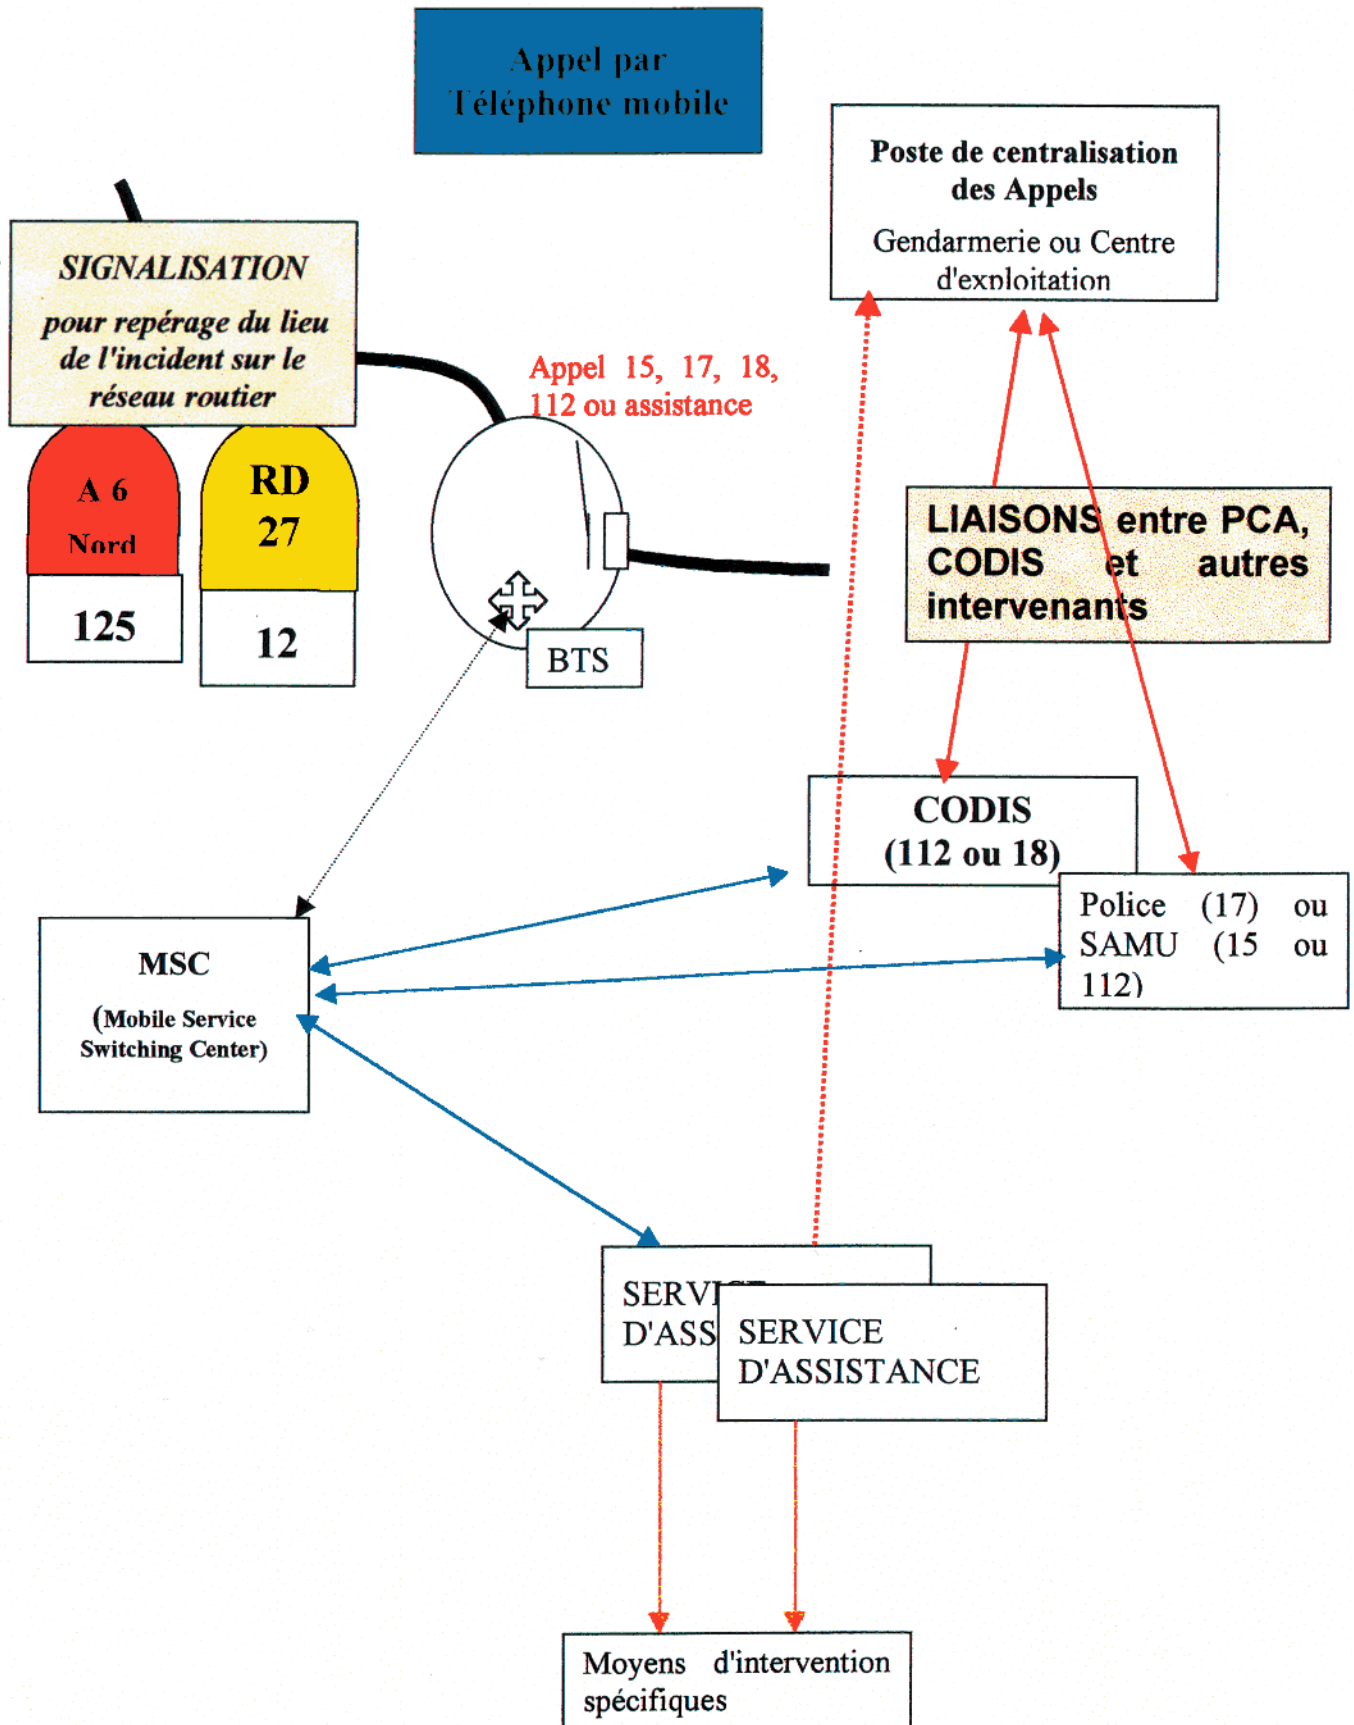 Appel par
Téléphone mobile
Poste de centralisation
des Appels
Gendarmerie ou Centre
d'exploitation
SIGNALISATION
pour repérage du lieu
de l'incident sur le
réseau routier
Appel 15, 17, 18,
112 ou assistance
A 6
Nord
125
RD
27
12
BTS
LIAISONS entre PCA,
CODIS et autres
intervenants
CODIS
(112 ou 18)
Police (17) ou
SAMU (15 ou
112)
MSC
(Mobile Service
Switching Center)
SERVI
D'ASS
SERVICE
D'ASSISTANCE
Moyens d'intervention
spécifiques